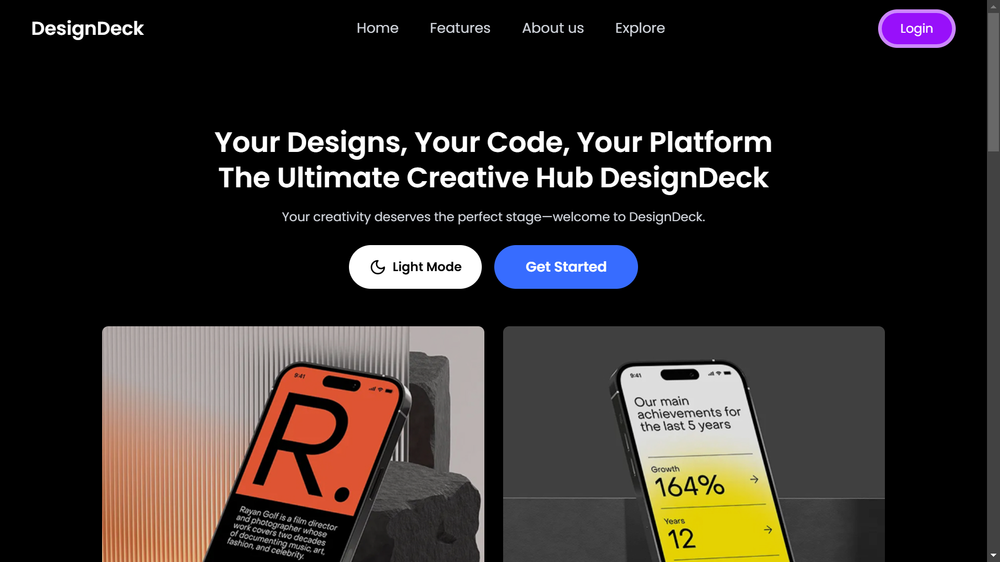 DesignDeck
Home
Features
About us
Explore
Login
Your Designs, Your Code, Your Platform
The Ultimate Creative Hub DesignDeck
Your creativity deserves the perfect stage—welcome to DesignDeck.
Light Mode
Get Started
9:41
R.
Rayan Golf is a film director
and photographer whose
work covers two decades
of documenting music, art,
fashion, and celebrity.
9:41
Our main
achievements for
the last 5 years
Growth
164%
Years
12